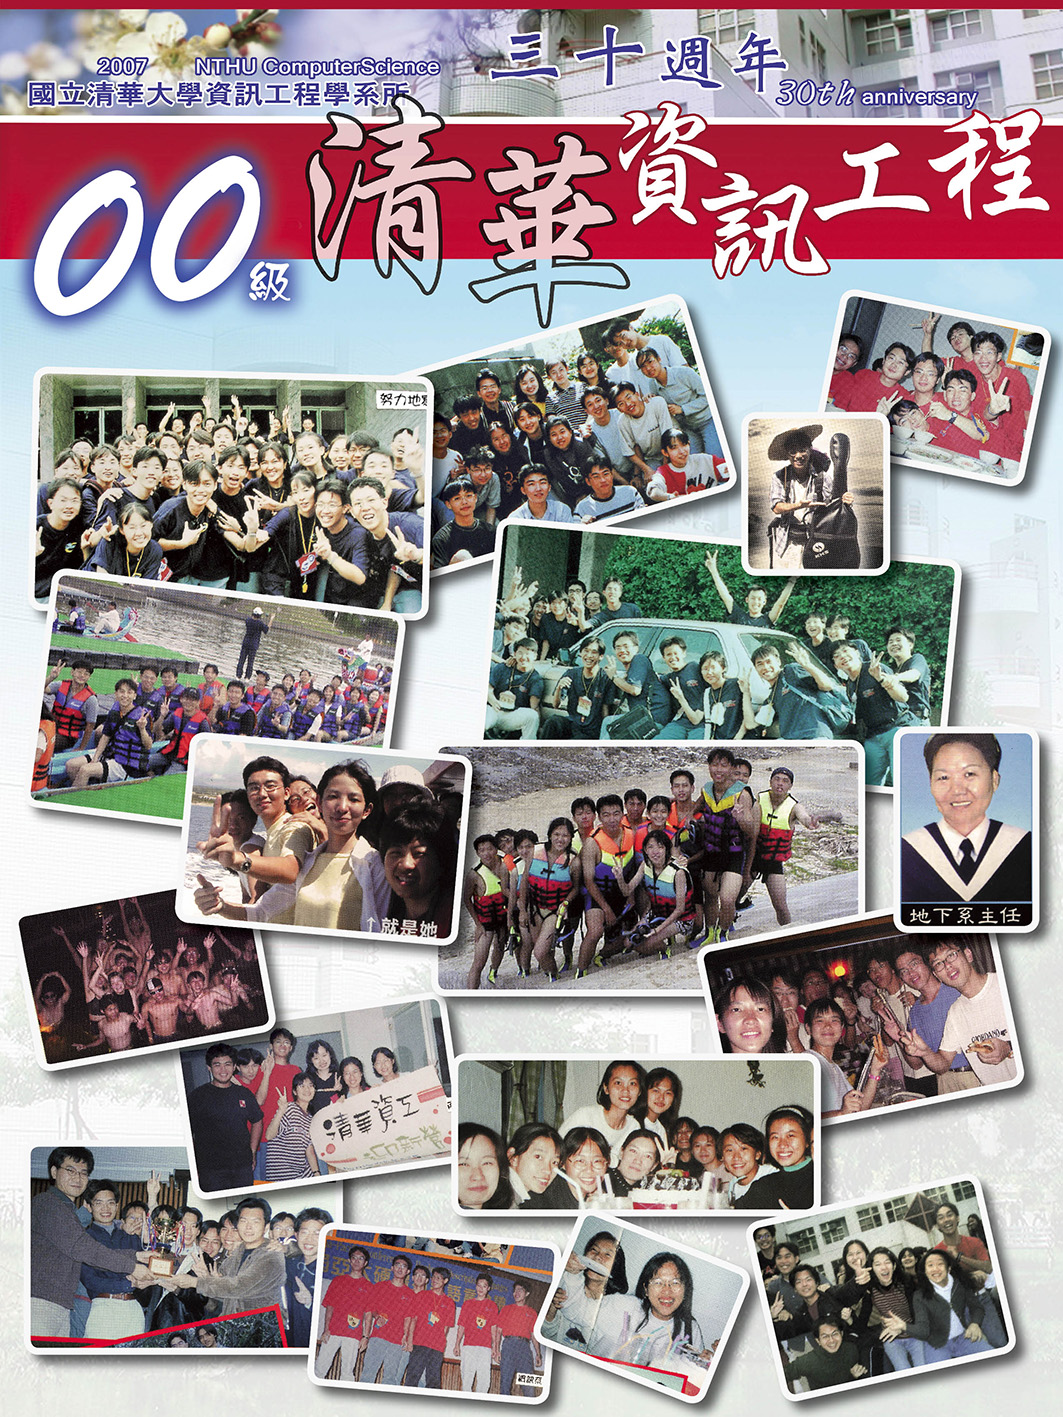 三十週年
2007 NTHU ComputerScience
30th anniversary
國立清華大學資訊工程學系所
00級 清華資訊工程
努力地
地下系主任
↑就是她
GIORDANO
清華資工